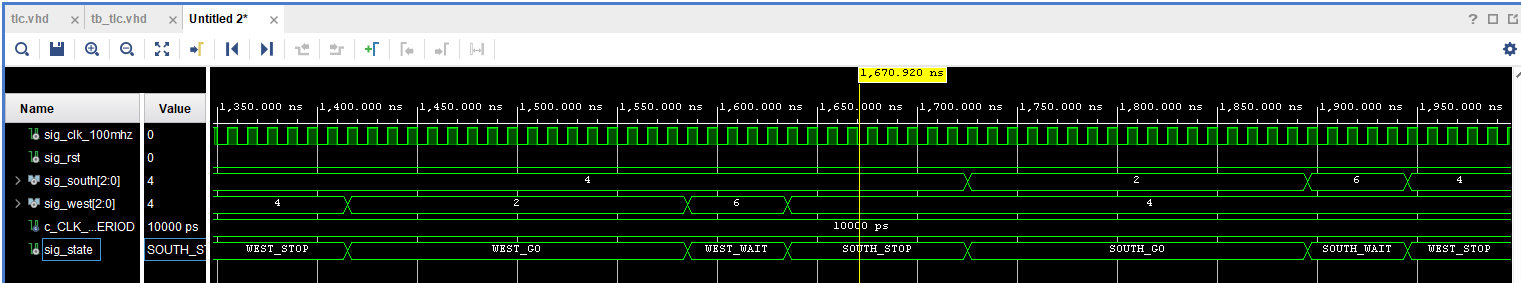 tlc.vhd × tb_tlc.vhd × Untitled 2* ×
?
1,670.920 ns
Name Value
1,350.000 ns 1,400.000 ns 1,450.000 ns 1,500.000 ns 1,550.000 ns 1,600.000 ns 1,650.000 ns 1,700.000 ns 1,750.000 ns 1,800.000 ns 1,850.000 ns 1,900.000 ns 1,950.000 ns
sig_clk_100mhz 0
sig_rst 0
sig_south[2:0] 4 4 2 6 4
sig_west[2:0] 4 4 2 6 4
c_CLK_...ERIOD 10000 ps 10000 ps
sig_state SOUTH_S WEST_STOP WEST_GO WEST_WAIT SOUTH_STOP SOUTH_GO SOUTH_WAIT WEST_STOP